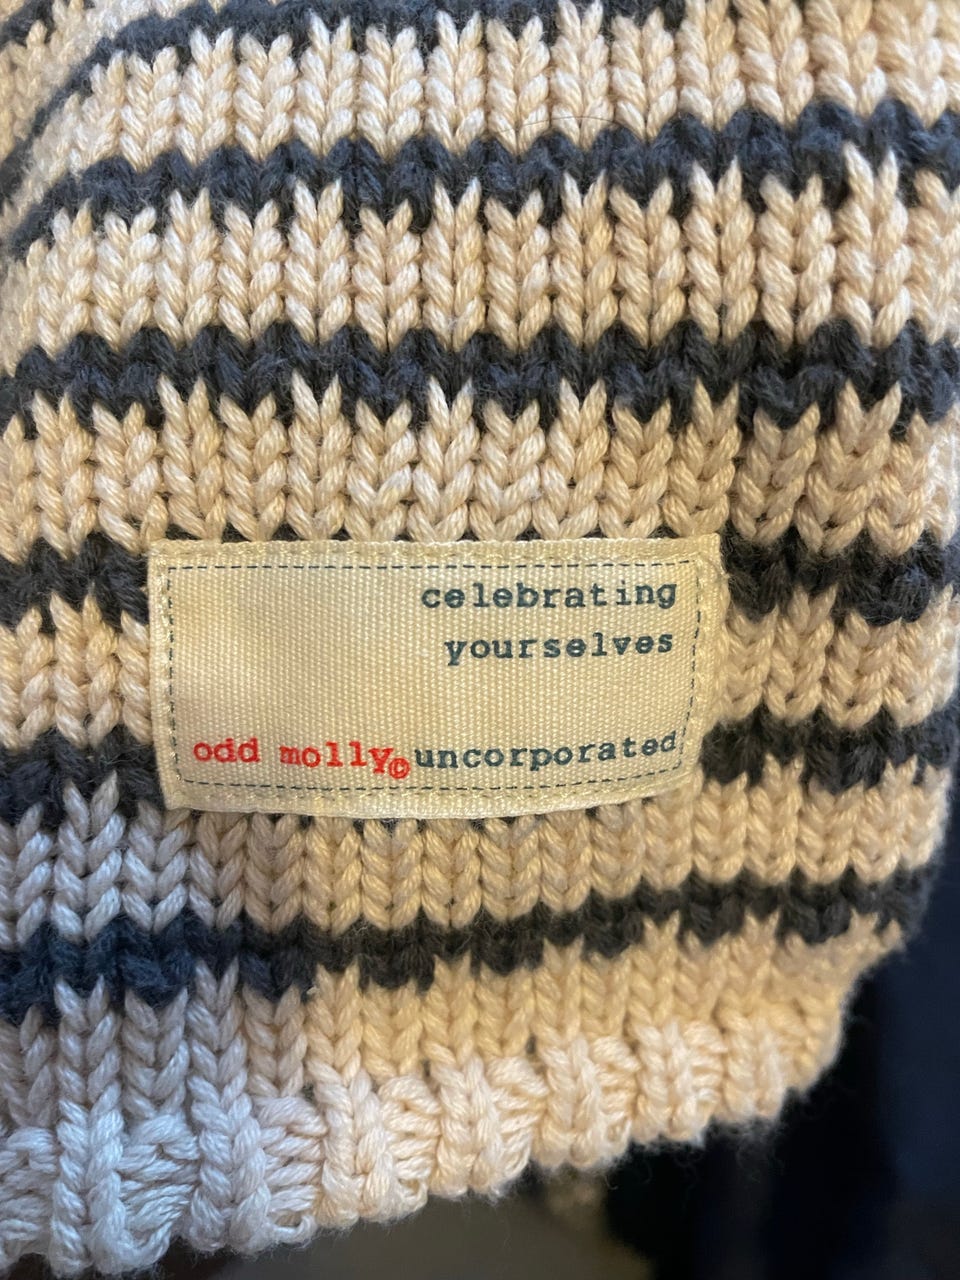 celebrating
yourselves
odd molly© uncorporated